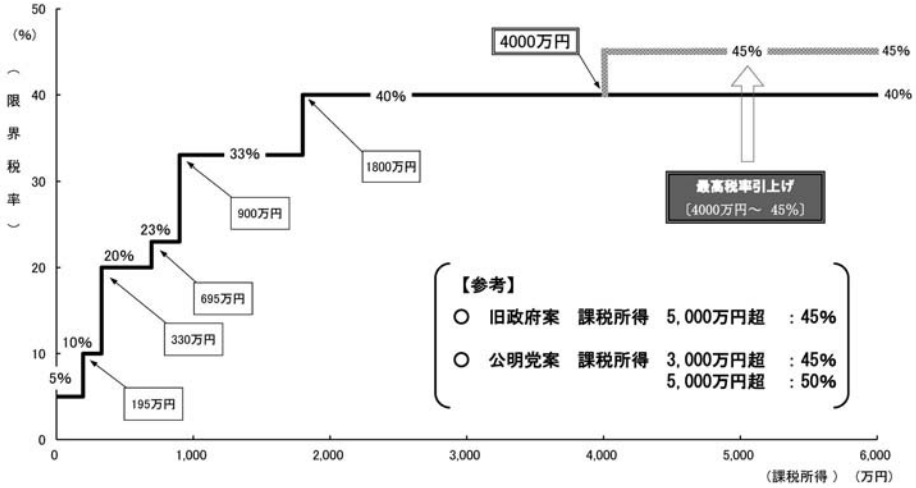 50
(%)
（限界税率）
40
30
20
10
0
0
1,000
2,000
3,000
4,000
5,000
6,000
(課税所得 ) (万円)
5%
10%
20%
23%
33%
40%
40%
45%
45%
195万円
330万円
695万円
900万円
1800万円
4000万円
最高税率引上げ
〔4000万円～ 45%〕
【参考】
○ 旧政府案 課税所得 5,000万円超 : 45%
○ 公明党案 課税所得 3,000万円超 : 45%
5,000万円超 : 50%